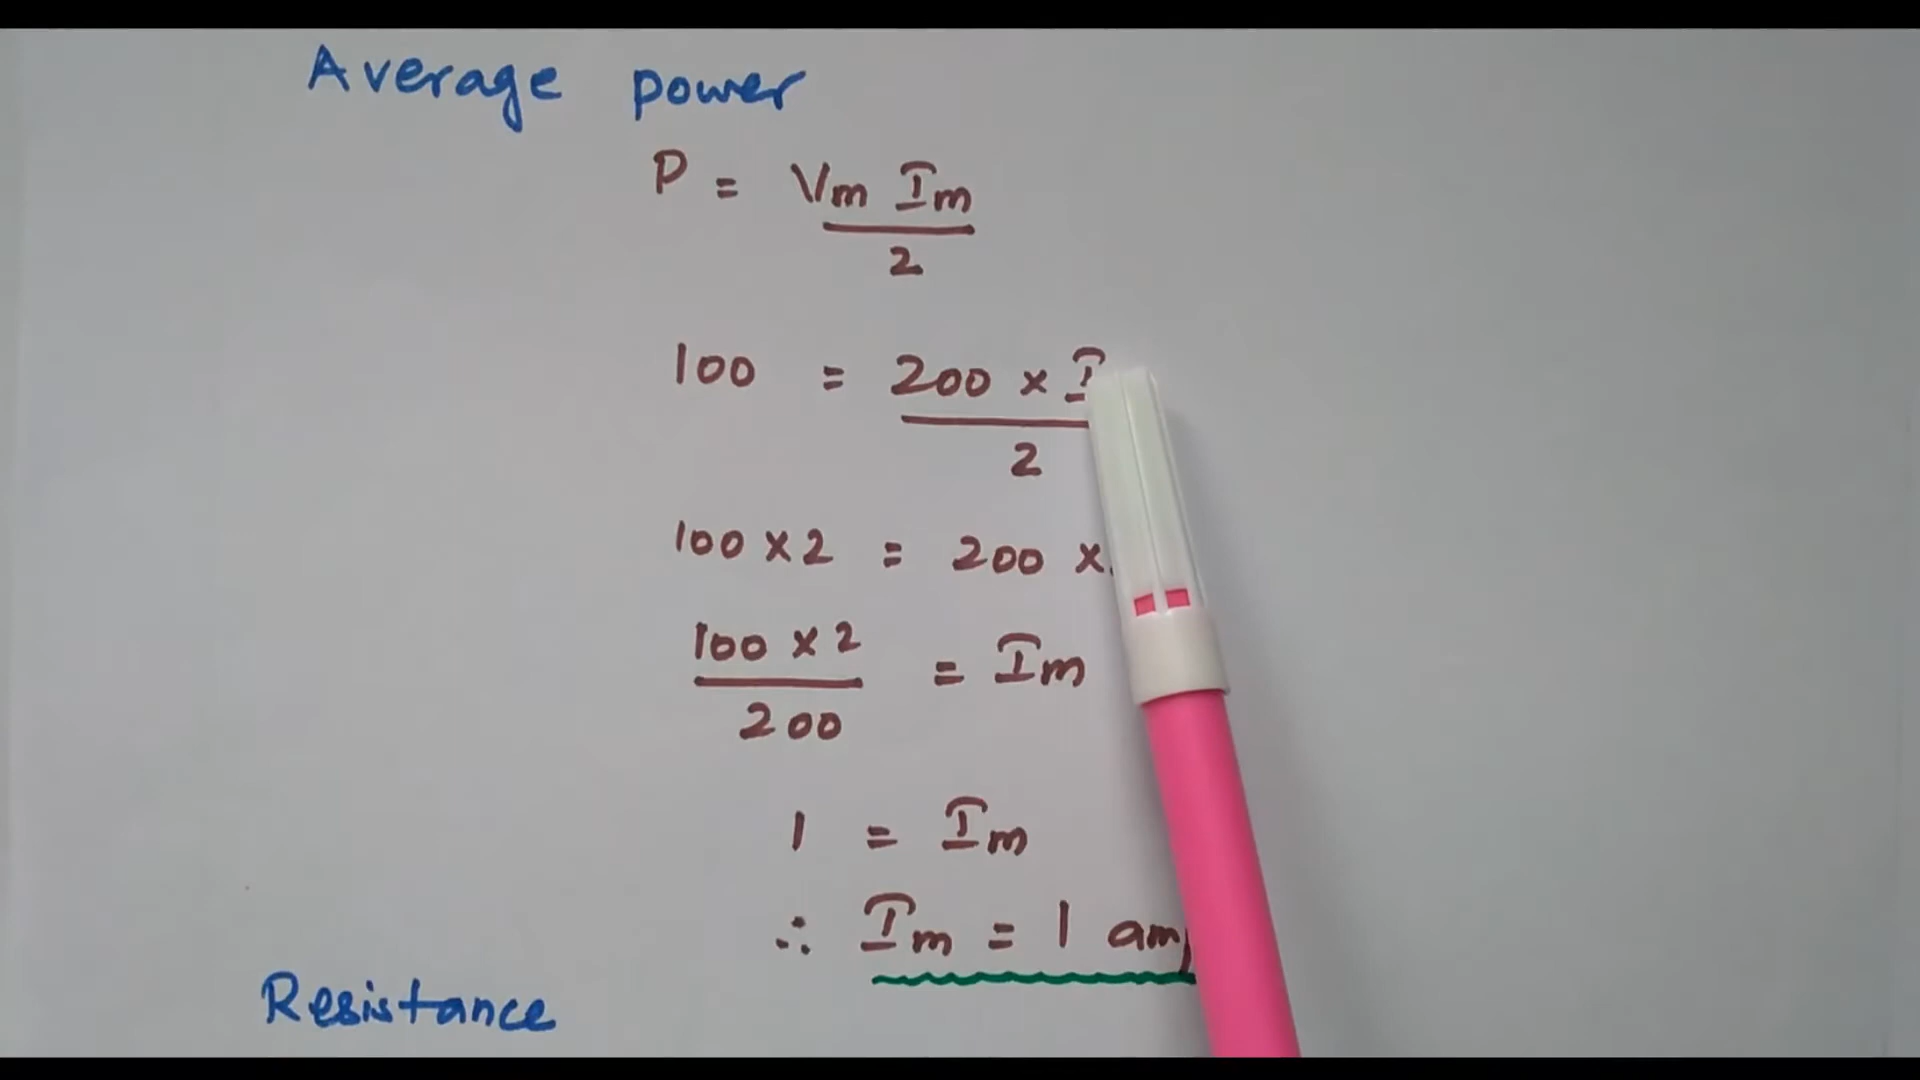 Average power
P = Vm Im
2
100 = 200 x I
2
100 x 2 = 200 x
100 x 2 = Im
200
1 = Im
∴ Im = 1
Resistance